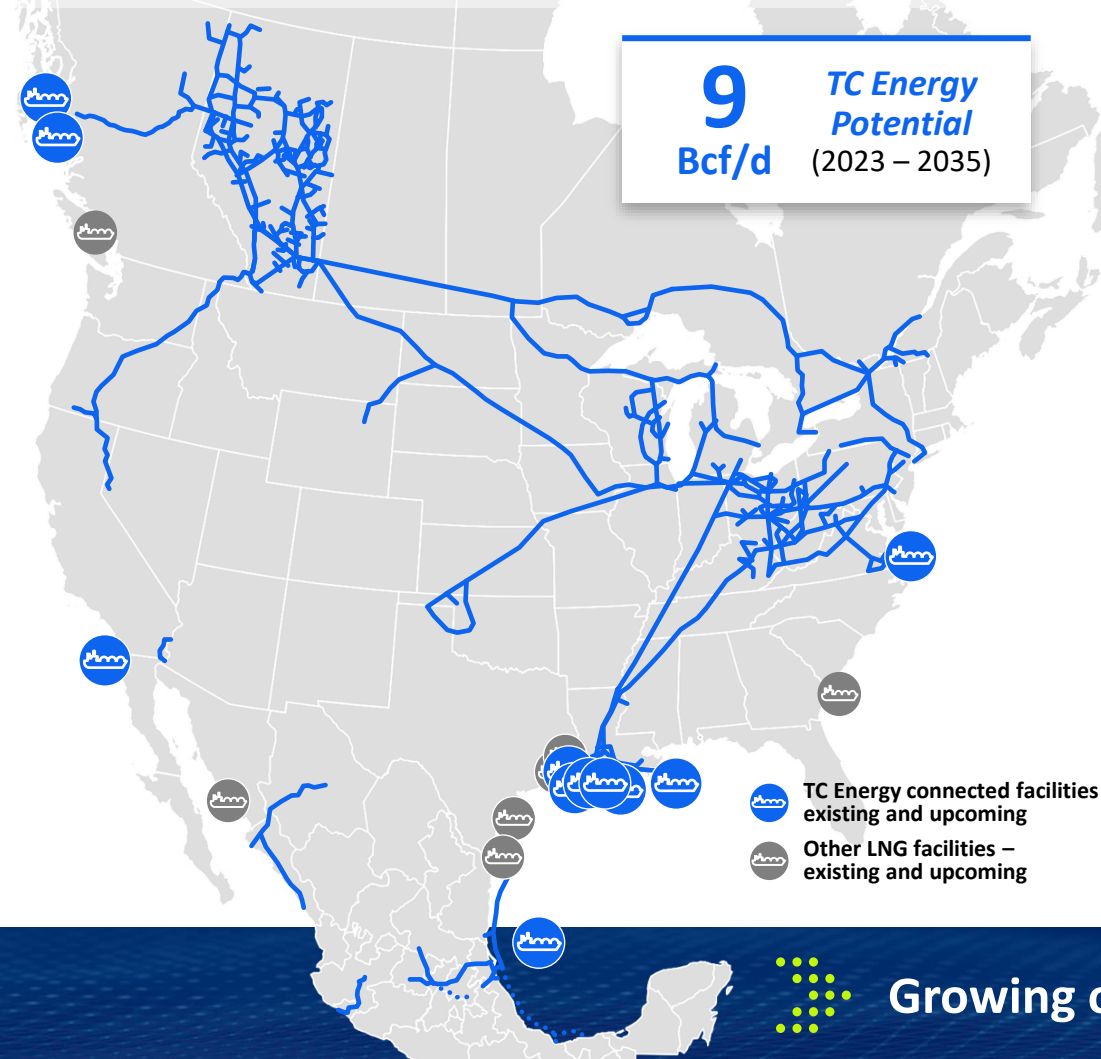 9
Bcf/d
TC Energy
Potential
(2023 – 2035)
TC Energy connected facilities
existing and upcoming
Other LNG facilities –
existing and upcoming
Growing